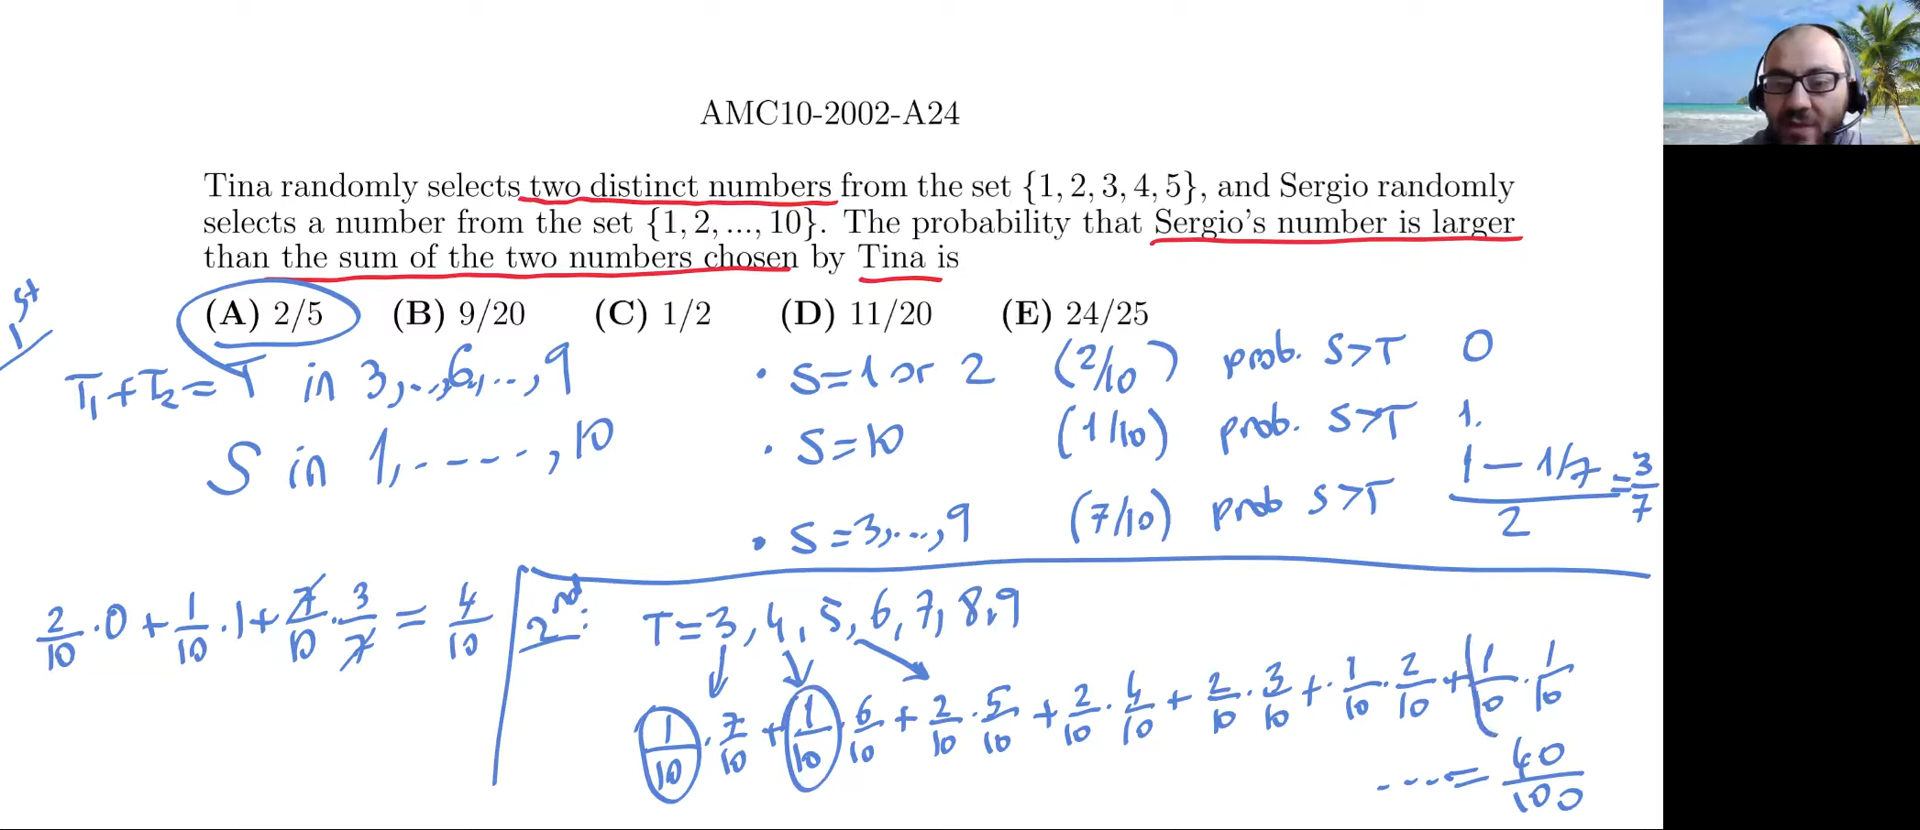 AMC10-2002-A24
Tina randomly selects two distinct numbers from the set {1, 2, 3, 4, 5}, and Sergio randomly
selects a number from the set {1, 2, ..., 10}. The probability that Sergio's number is larger
than the sum of the two numbers chosen by Tina is
(A) 2/5 (B) 9/20 (C) 1/2 (D) 11/20 (E) 24/25
1st
T₁+T₂=T in 3,..,6,..,9
S in 1,-----,10
• S=1 or 2 (2/10) prob. S>T 0
• S=10 (1/10) prob. S>T 1.
• S=3,..,9 (7/10) prob S>T (1-1/7)/2 = 3/7
2/10 · 0 + 1/10 · 1 + 7/10 · 3/7 = 4/10
2nd:
T=3,4,5,6,7,8,9
1/10 · 7/10 + 1/10 · 6/10 + 2/10 · 5/10 + 2/10 · 4/10 + 2/10 · 3/10 + 1/10 · 2/10 + 1/10 · 1/10
...= 40/100